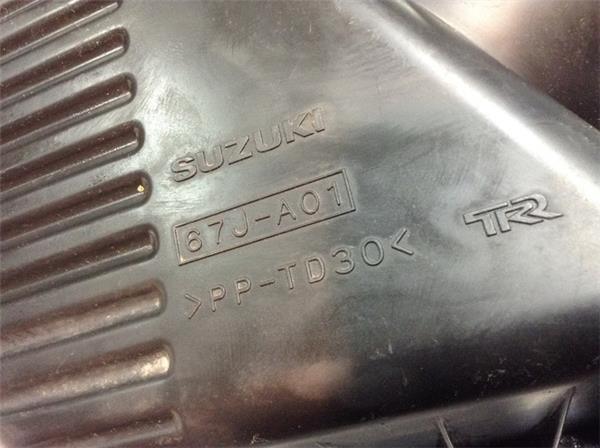 SUZUKI
67J-A01
>PP-TD30<
TR